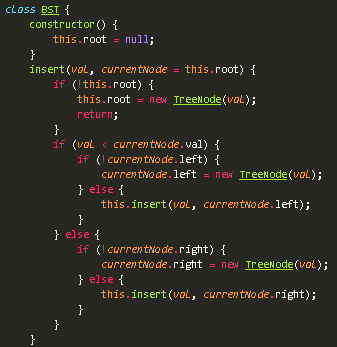 class BST {
    constructor() {
        this.root = null;
    }
    insert(val, currentNode = this.root) {
        if (!this.root) {
            this.root = new TreeNode(val);
            return;
        }
        if (val < currentNode.val) {
            if (!currentNode.left) {
                currentNode.left = new TreeNode(val);
            } else {
                this.insert(val, currentNode.left);
            }
        } else {
            if (!currentNode.right) {
                currentNode.right = new TreeNode(val);
            } else {
                this.insert(val, currentNode.right);
            }
        }
    }